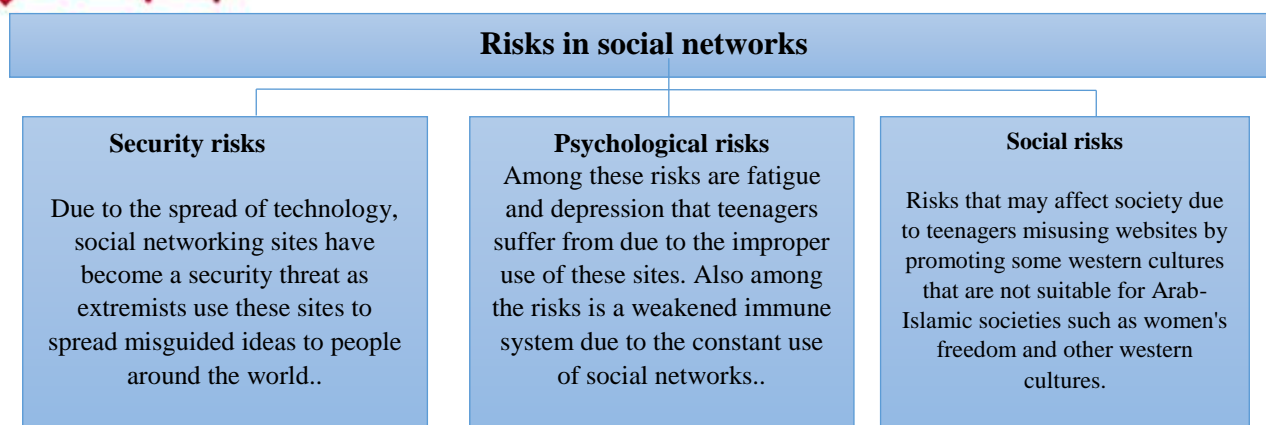 Risks in social networks
Security risks
Due to the spread of technology,
social networking sites have
become a security threat as
extremists use these sites to
spread misguided ideas to people
around the world..
Psychological risks
Among these risks are fatigue
and depression that teenagers
suffer from due to the improper
use of these sites. Also among
the risks is a weakened immune
system due to the constant use
of social networks..
Social risks
Risks that may affect society due
to teenagers misusing websites by
promoting some western cultures
that are not suitable for Arab-
Islamic societies such as women's
freedom and other western
cultures.